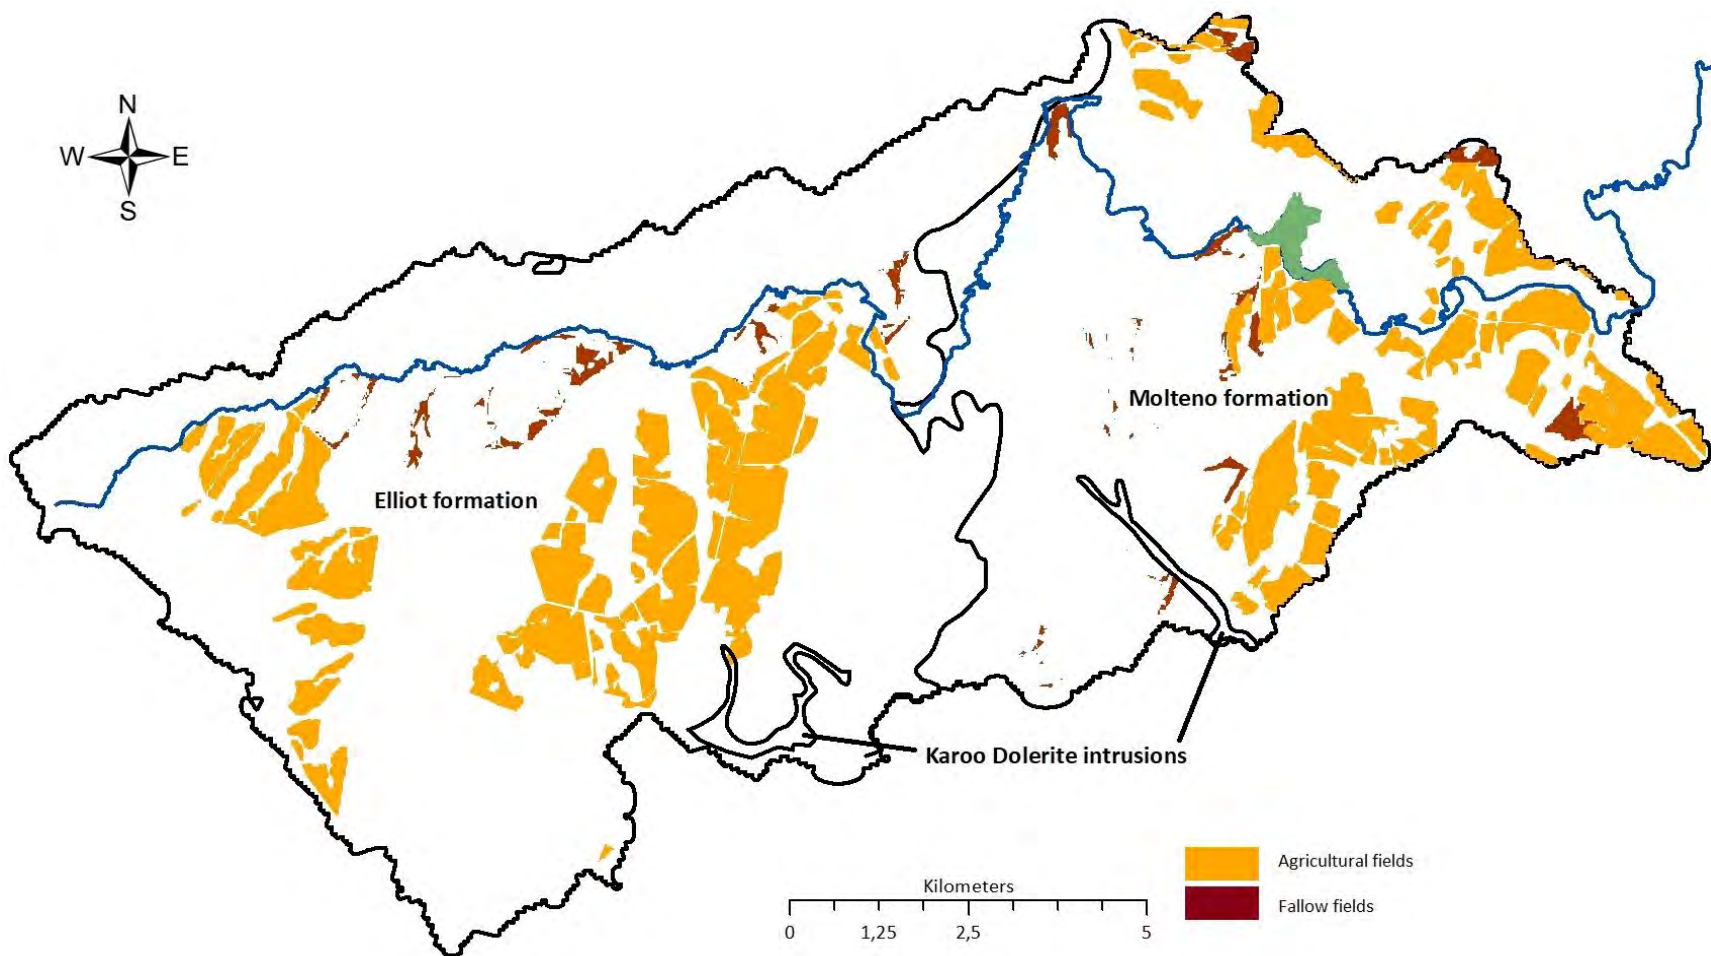 N
W E
S
Molteno formation
Elliot formation
Karoo Dolerite intrusions
Agricultural fields
Kilometers
Fallow fields
0 1,25 2,5 5